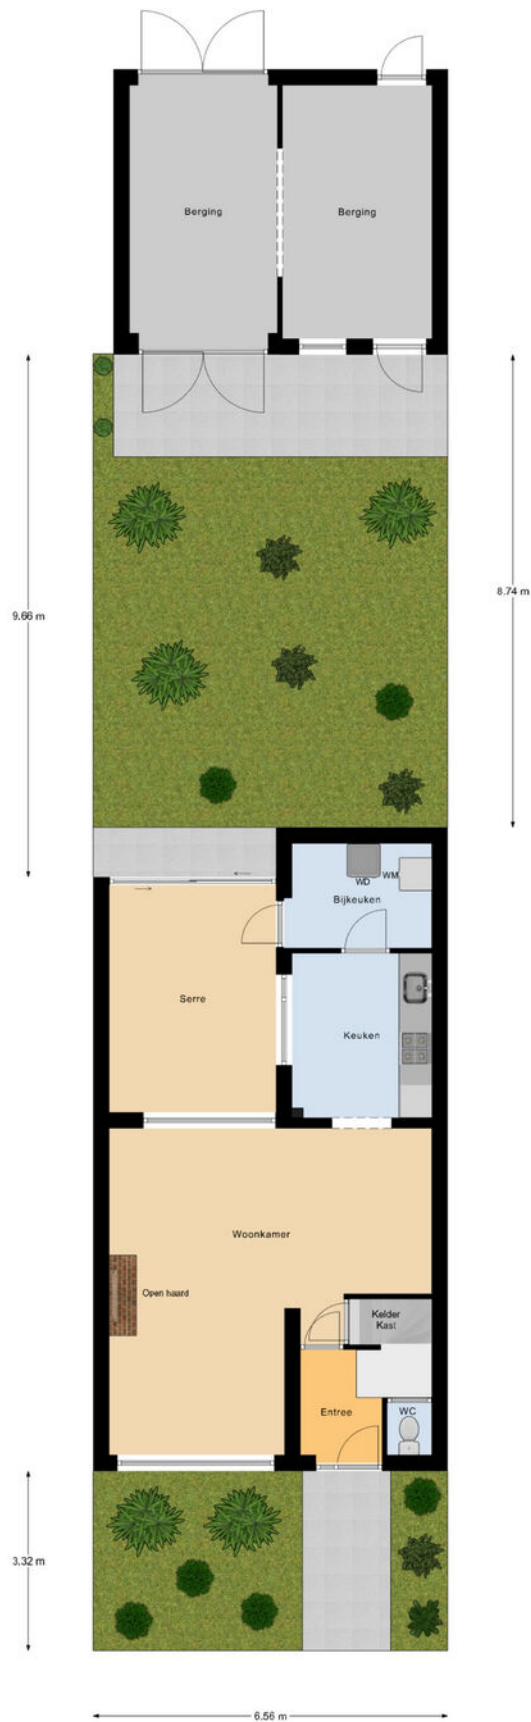 Berging
Berging
9.66 m
8.74 m
WD
WM
Bijkeuken
Serre
Keuken
Woonkamer
Open haard
Kelder
Kast
Entree
WC
3.32 m
6.56 m